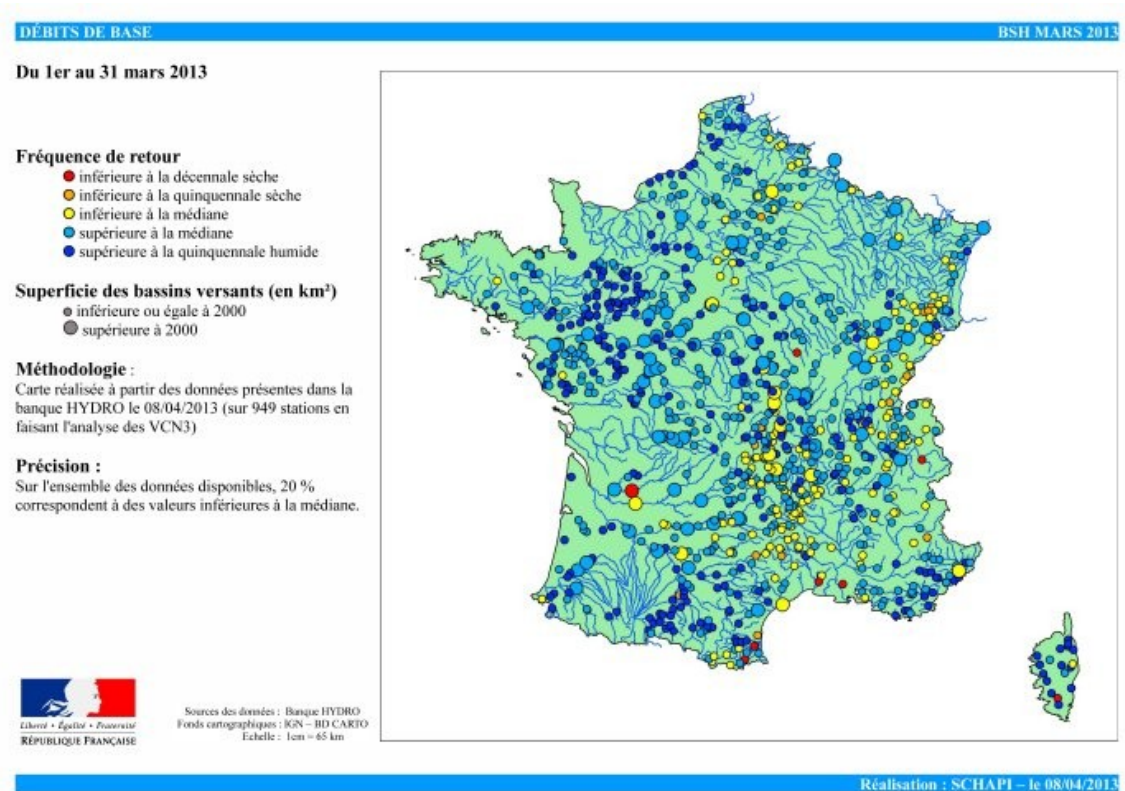 DÉBITS DE BASE
BSH MARS 2013
Du 1er au 31 mars 2013
Fréquence de retour
inférieure à la décennale sèche
inférieure à la quinquennale sèche
inférieure à la médiane
supérieure à la médiane
supérieure à la quinquennale humide
Superficie des bassins versants (en km²)
inférieure ou égale à 2000
supérieure à 2000
Méthodologie :
Carte réalisée à partir des données présentes dans la
banque HYDRO le 08/04/2013 (sur 949 stations en
faisant l'analyse des VCN3)
Précision :
Sur l'ensemble des données disponibles, 20 %
correspondent à des valeurs inférieures à la médiane.
Liberté • Égalité • Fraternité
RÉPUBLIQUE FRANÇAISE
Sources des données : Banque HYDRO
Fonds cartographiques : IGN – BD CARTO
Echelle : 1cm = 65 km
Réalisation : SCHAPI – le 08/04/2013